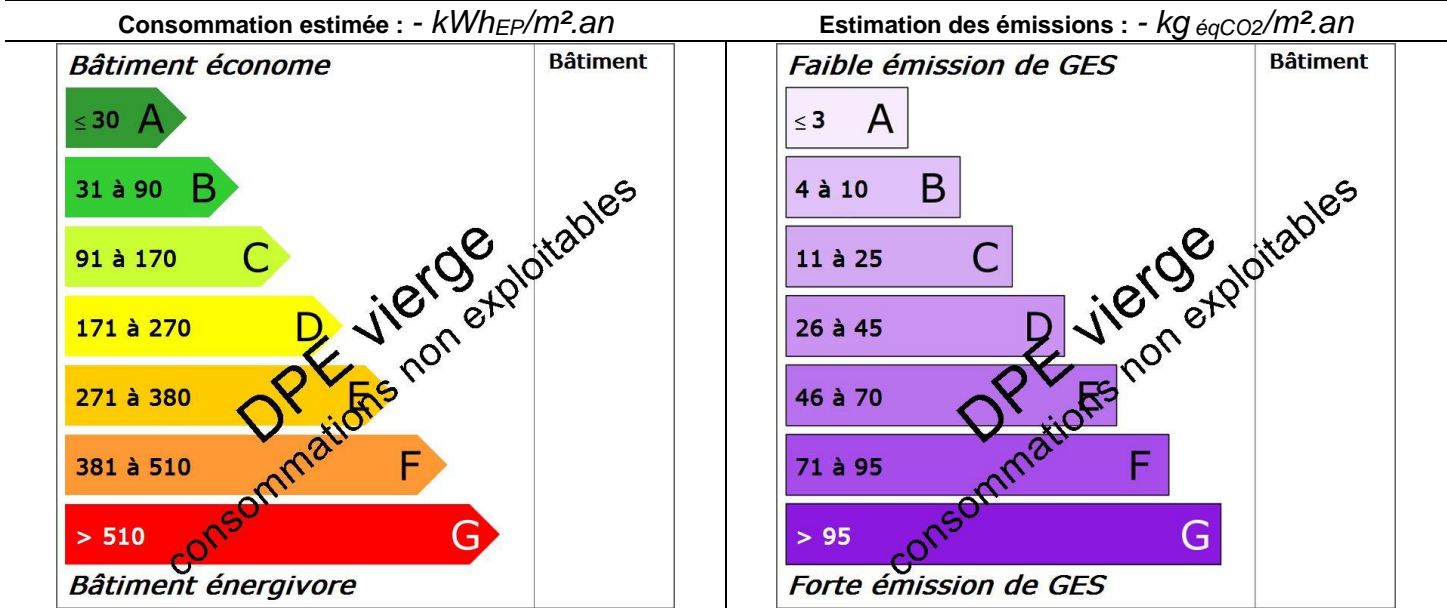 Consommation estimée : - kWhEP/m².an
Bâtiment économe Bâtiment
≤ 30 A
31 à 90 B
91 à 170 C
171 à 270 D
271 à 380 E
381 à 510 F
> 510 G
Bâtiment énergivore
DPE vierge
consommations non exploitables
Estimation des émissions : - kg éqCO2/m².an
Faible émission de GES Bâtiment
≤ 3 A
4 à 10 B
11 à 25 C
26 à 45 D
46 à 70 E
71 à 95 F
> 95 G
Forte émission de GES
DPE vierge
consommations non exploitables